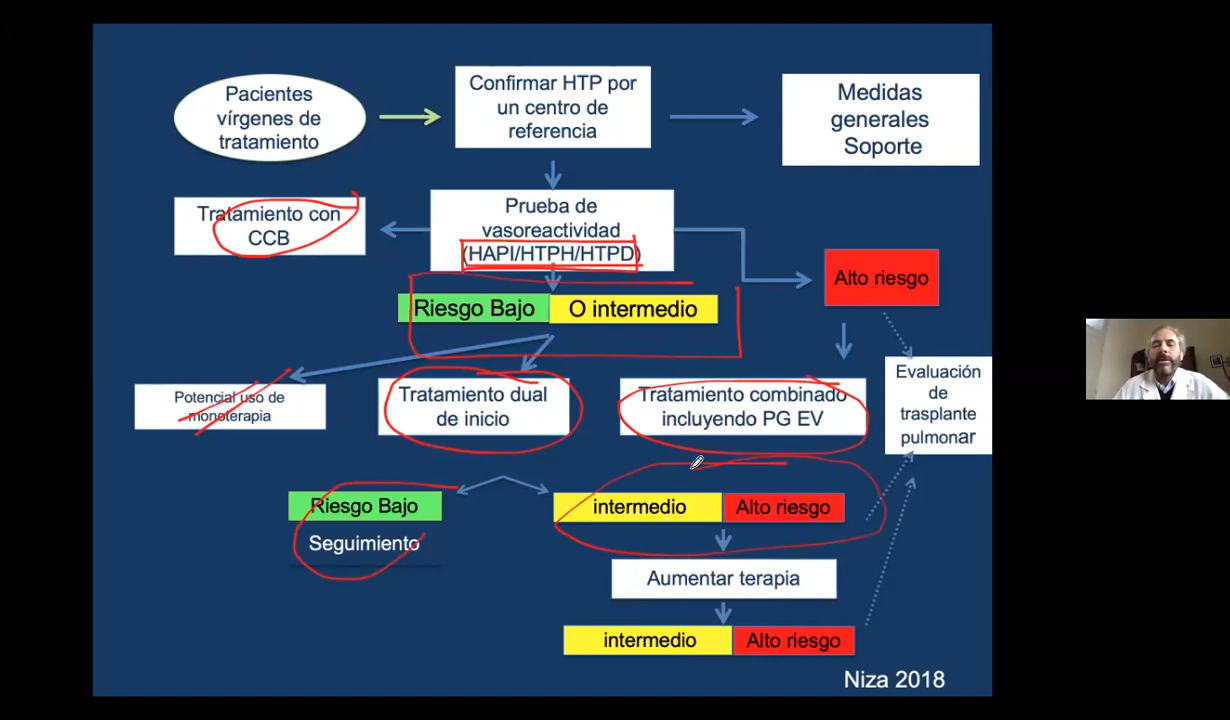 Pacientes
vírgenes de
tratamiento
Confirmar HTP por
un centro de
referencia
Medidas
generales
Soporte
Tratamiento con
CCB
Prueba de
vasoreactividad
(HAPI/HTPH/HTPD)
Alto riesgo
Riesgo Bajo
O intermedio
Potencial uso de
monoterapia
Tratamiento dual
de inicio
Tratamiento combinado
incluyendo PG EV
Evaluación
de
trasplante
pulmonar
Riesgo Bajo
Seguimiento
intermedio
Alto riesgo
Aumentar terapia
intermedio
Alto riesgo
Niza 2018